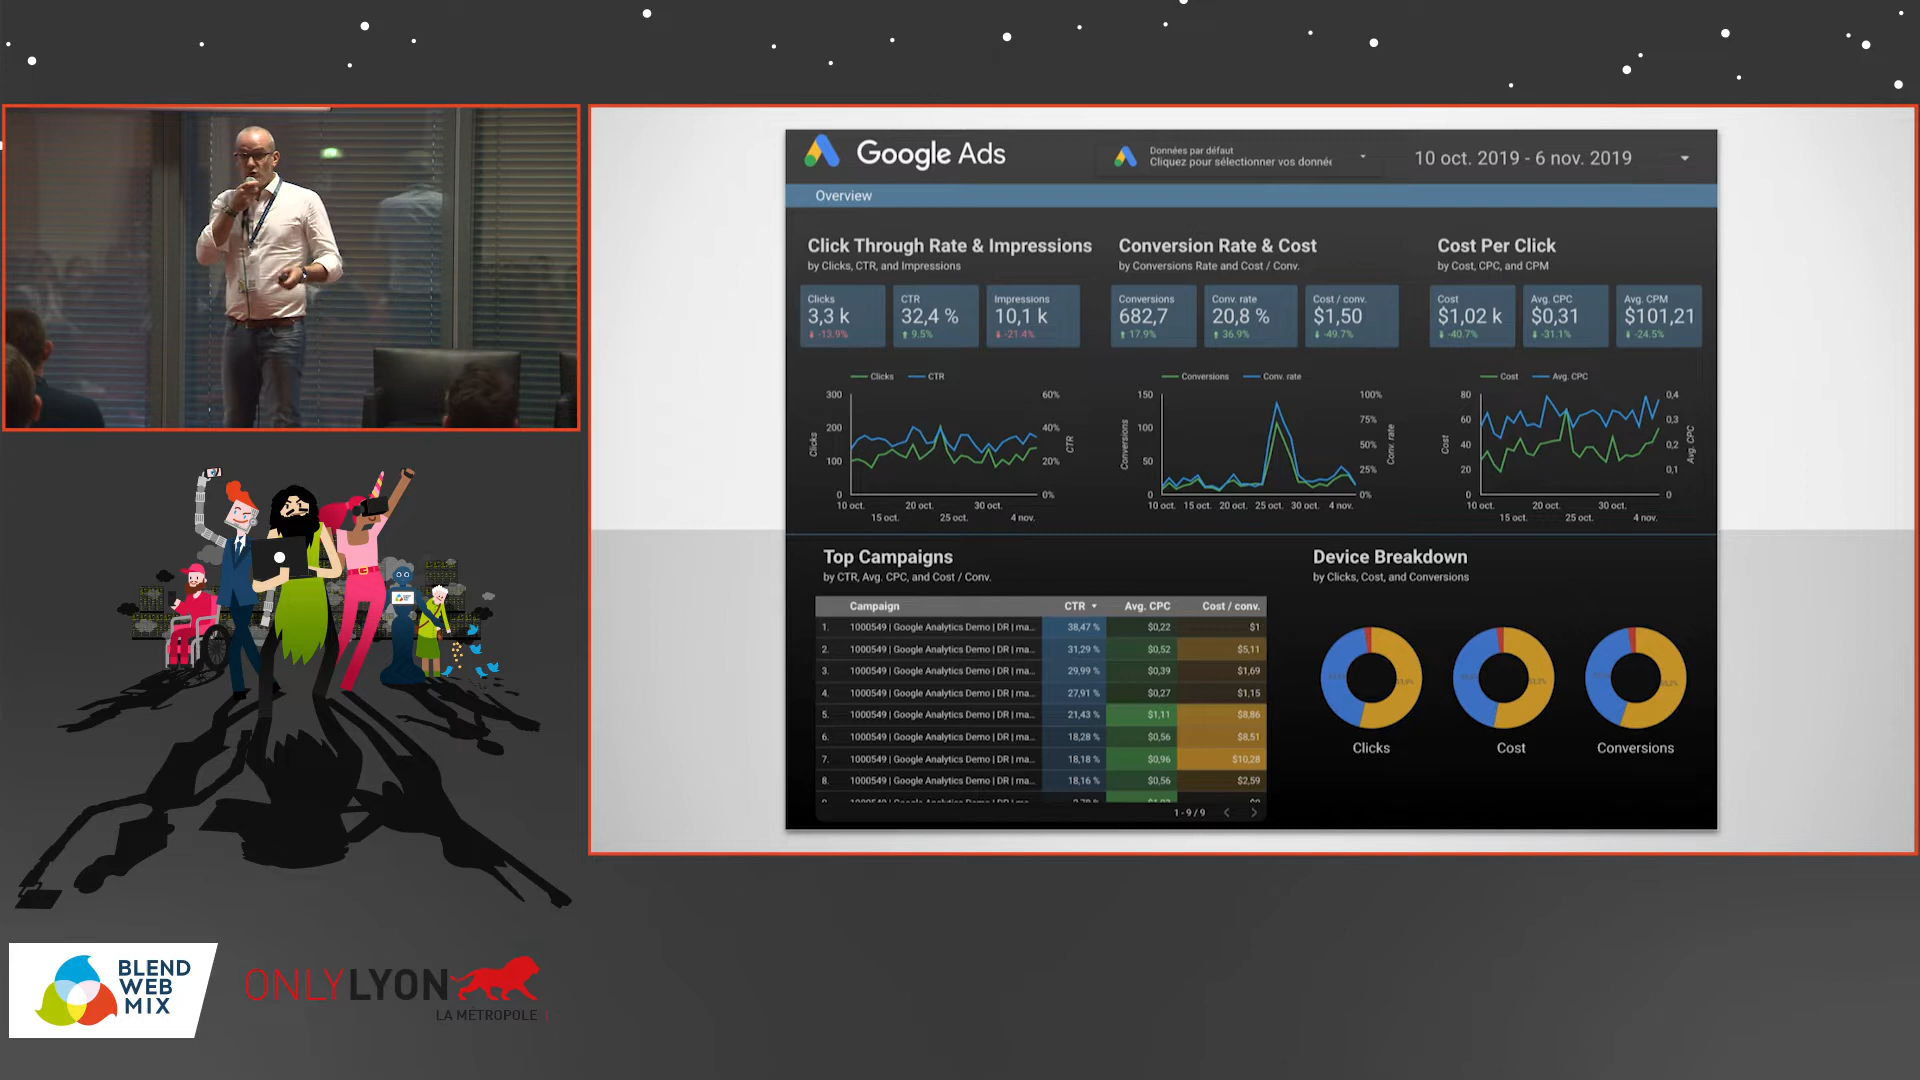 Google Ads
Données par défaut
Cliquez pour sélectionner vos donné
10 oct. 2019 - 6 nov. 2019
Overview
Click Through Rate & Impressions
by Clicks, CTR, and Impressions
Conversion Rate & Cost
by Conversions Rate and Cost / Conv.
Cost Per Click
by Cost, CPC, and CPM
Clicks
3,3 k
-13.9%
CTR
32,4 %
9.5%
Impressions
10,1 k
-21.4%
Conversions
682,7
17.9%
Conv. rate
20,8 %
36.9%
Cost / conv.
$1,50
-49.7%
Cost
$1,02 k
-40.7%
Avg. CPC
$0,31
-31.1%
Avg. CPM
$101,21
-24.5%
Clicks CTR
300
200
100
0
Clicks
60%
40%
20%
0%
CTR
10 oct. 20 oct. 30 oct.
15 oct. 25 oct. 4 nov.
Conversions Conv. rate
150
100
50
0
Conversions
100%
75%
50%
25%
0%
Conv. rate
10 oct. 15 oct. 20 oct. 25 oct. 30 oct. 4 nov.
Cost Avg. CPC
80
60
40
20
0
Cost
0,4
0,3
0,2
0,1
0
Avg. CPC
10 oct. 20 oct. 30 oct.
15 oct. 25 oct. 4 nov.
Top Campaigns
by CTR, Avg. CPC, and Cost / Conv.
Campaign CTR Avg. CPC Cost / conv.
1. 1000549 | Google Analytics Demo | DR | ma... 38,47 % $0,22 $1
2. 1000549 | Google Analytics Demo | DR | ma... 31,29 % $0,52 $5,11
3. 1000549 | Google Analytics Demo | DR | ma... 29,99 % $0,39 $1,69
4. 1000549 | Google Analytics Demo | DR | ma... 27,91 % $0,27 $1,15
5. 1000549 | Google Analytics Demo | DR | ma... 21,43 % $1,11 $8,86
6. 1000549 | Google Analytics Demo | DR | ma... 18,28 % $0,56 $8,51
7. 1000549 | Google Analytics Demo | DR | ma... 18,18 % $0,96 $10,28
8. 1000549 | Google Analytics Demo | DR | ma... 18,16 % $0,56 $2,59
1 - 9 / 9
Device Breakdown
by Clicks, Cost, and Conversions
Clicks
Cost
Conversions
BLEND
WEB
MIX
ONLYLYON
LA MÉTROPOLE